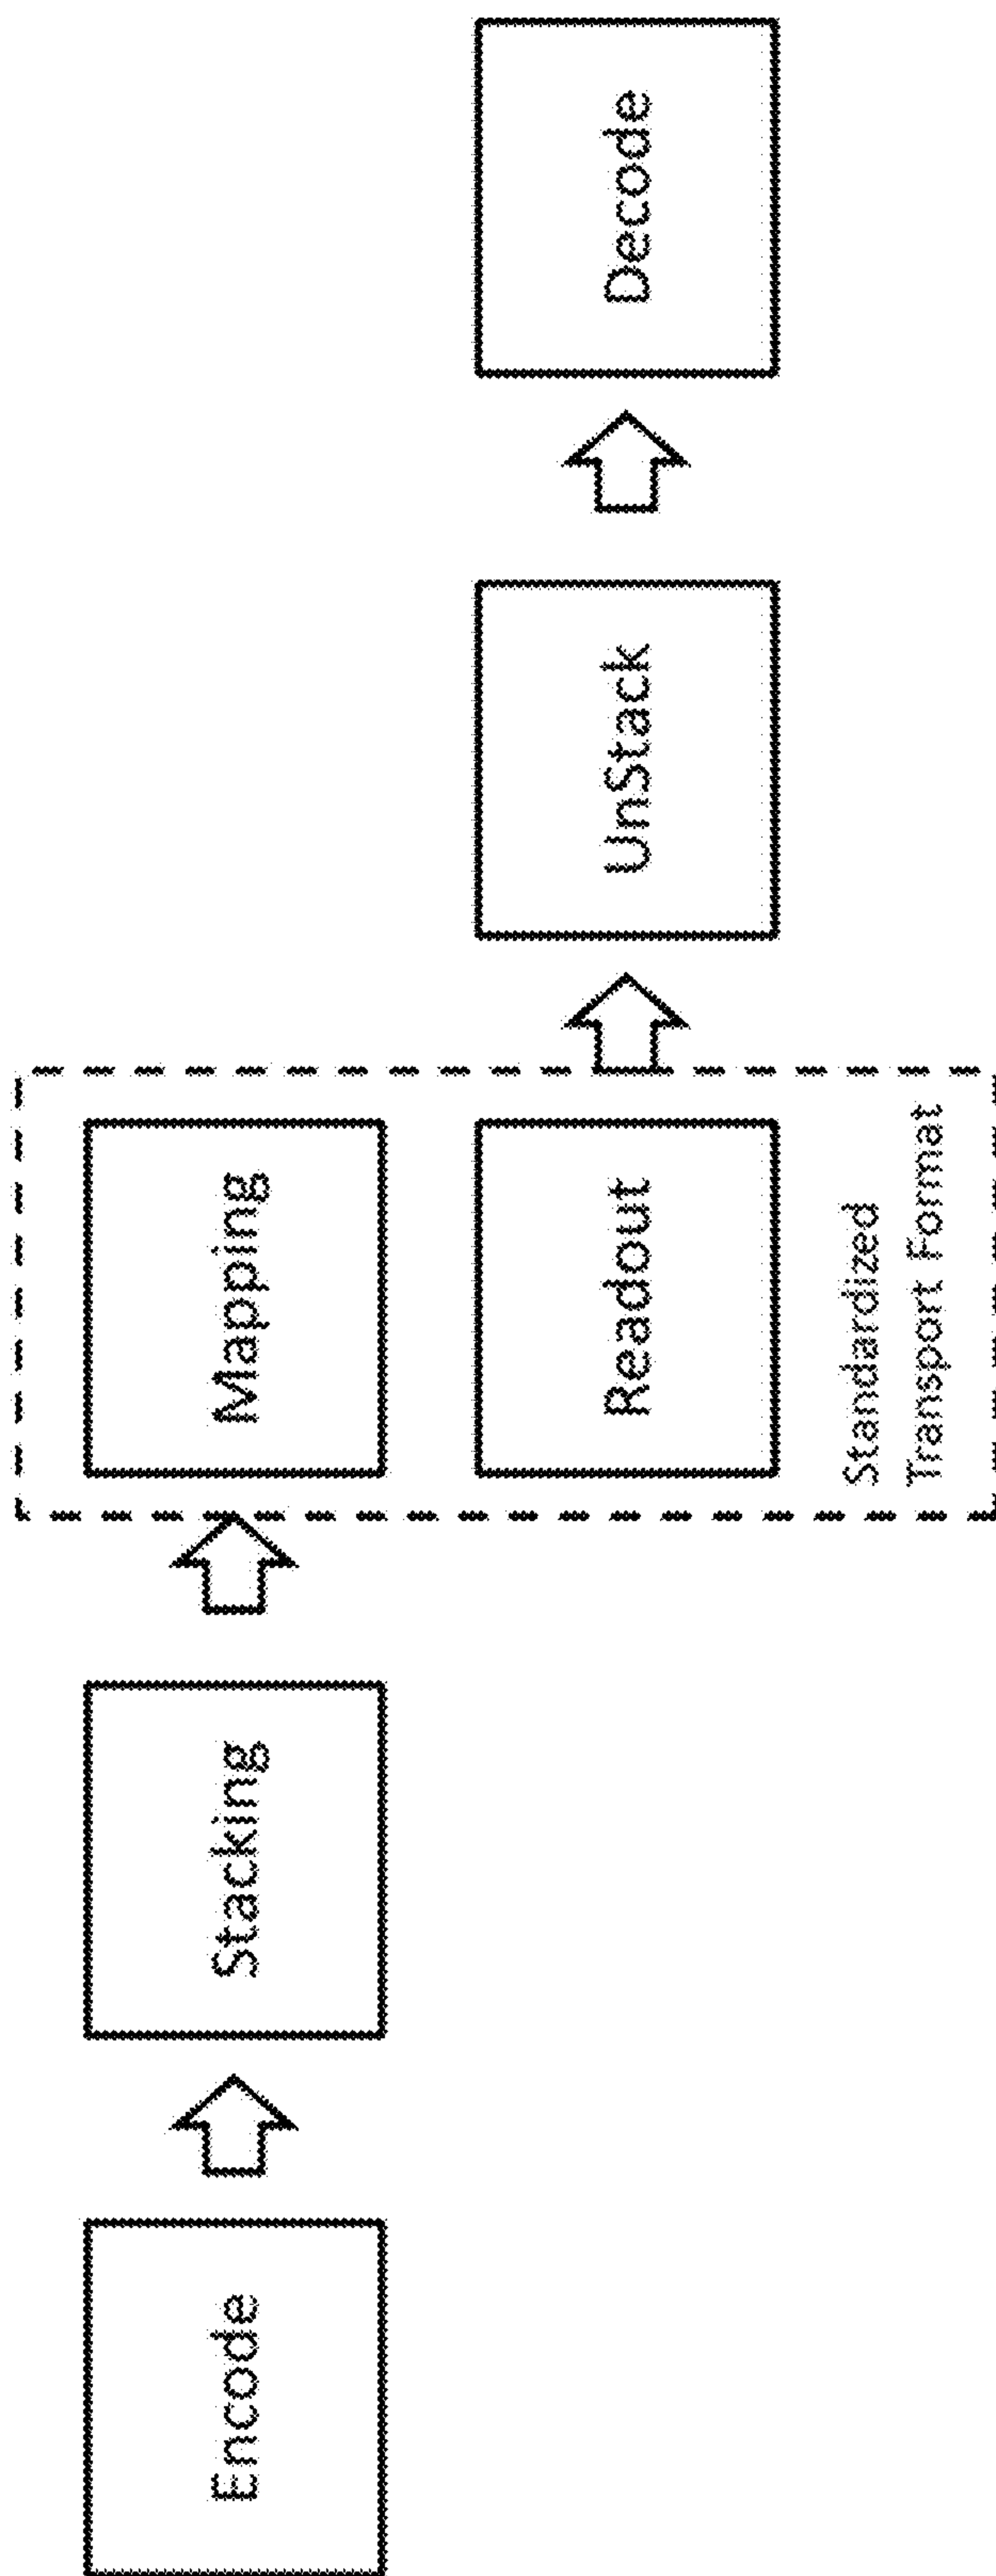 Encode
Stacking
Mapping
Readout
Standardized
Transport Format
UnStack
Decode